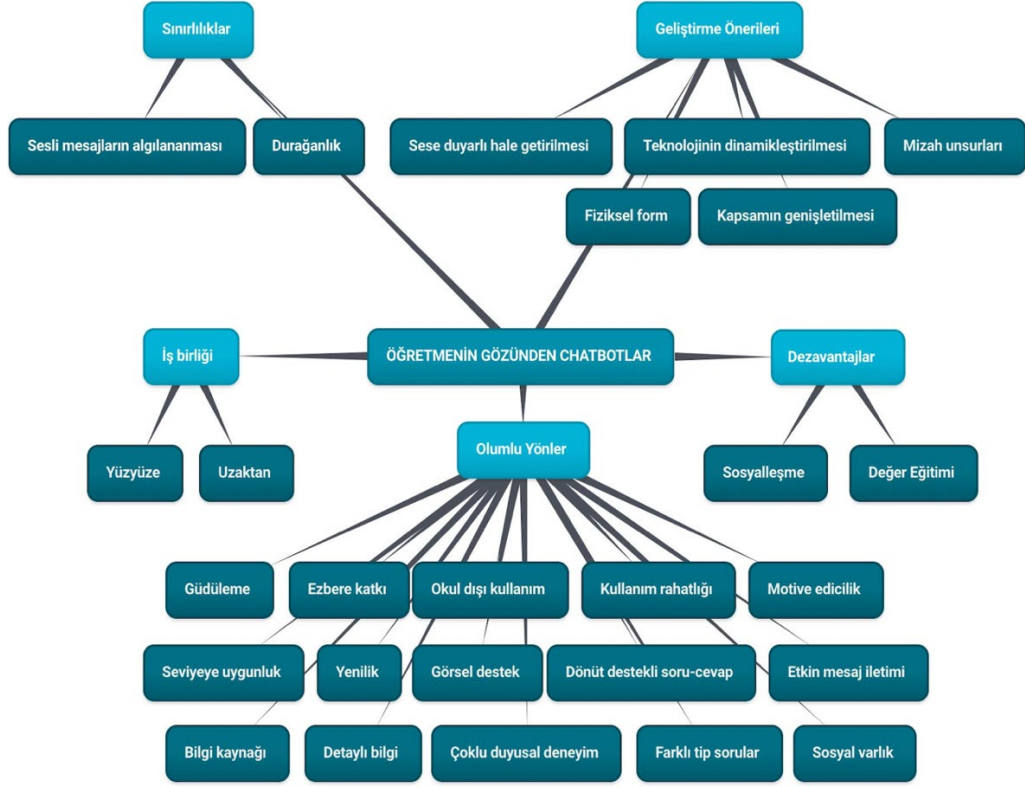 Sınırlılıklar
Geliştirme Önerileri
Sesli mesajların algılananması
Durağanlık
Sese duyarlı hale getirilmesi
Teknolojinin dinamikleştirilmesi
Mizah unsurları
Fiziksel form
Kapsamın genişletilmesi
İş birliği
ÖĞRETMENİN GÖZÜNDEN CHATBOTLAR
Dezavantajlar
Yüzyüze
Uzaktan
Olumlu Yönler
Sosyalleşme
Değer Eğitimi
Güdüleme
Ezbere katkı
Okul dışı kullanım
Kullanım rahatlığı
Motive edicilik
Seviyeye uygunluk
Yenilik
Görsel destek
Dönüt destekli soru-cevap
Etkin mesaj iletimi
Bilgi kaynağı
Detaylı bilgi
Çoklu duyusal deneyim
Farklı tip sorular
Sosyal varlık